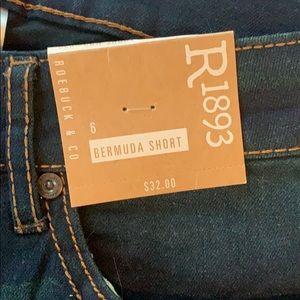 ROEBUCK & CO
R1893
6
BERMUDA SHORT
$32.00